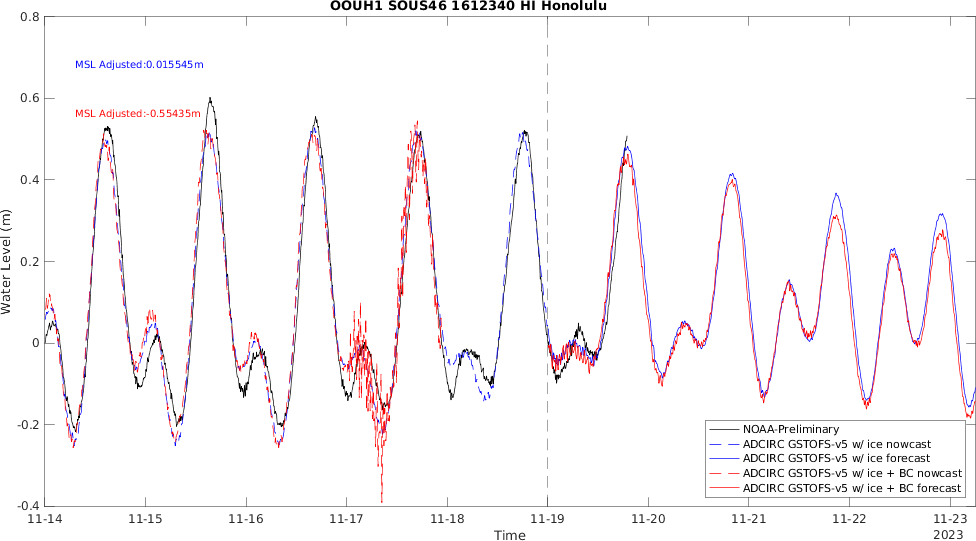 OOUH1 SOUS46 1612340 HI Honolulu
MSL Adjusted:0.015545m
MSL Adjusted:-0.55435m
Water Level (m)
0.8
0.6
0.4
0.2
0
-0.2
-0.4
NOAA-Preliminary
ADCIRC GSTOFS-v5 w/ ice nowcast
ADCIRC GSTOFS-v5 w/ ice forecast
ADCIRC GSTOFS-v5 w/ ice + BC nowcast
ADCIRC GSTOFS-v5 w/ ice + BC forecast
11-14 11-15 11-16 11-17 11-18 11-19 11-20 11-21 11-22 11-23
Time
2023